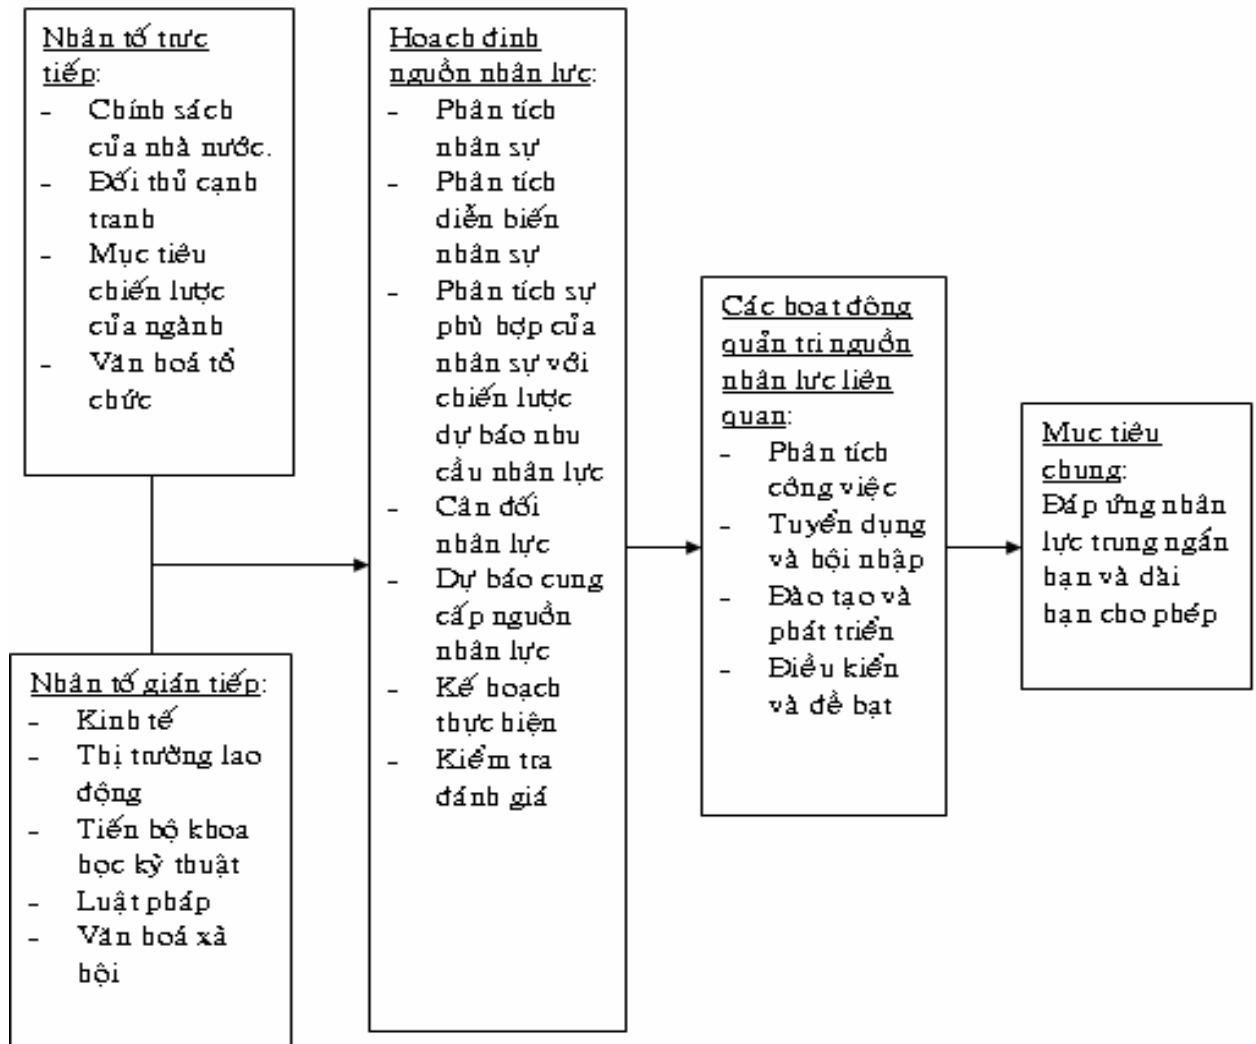 Nhân tố trực
tiếp:
- Chính sách
của nhà nước.
- Đối thủ cạnh
tranh
- Mục tiêu
chiến lược
của ngành
- Văn hoá tổ
chức
Nhân tố gián tiếp:
- Kinh tế
- Thị trường lao
động
- Tiến bộ khoa
học kỹ thuật
- Luật pháp
- Văn hoá xà
hội
Hoạch định
nguồn nhân lực:
- Phân tích
nhân sự
- Phân tích
diễn biến
nhân sự
- Phân tích sự
phù hợp của
nhân sự với
chiến lược
dự báo nhu
cầu nhân lực
- Cân đối
nhân lực
- Dự báo cung
cấp nguồn
nhân lực
- Kế hoạch
thực hiện
- Kiểm tra
đánh giá
Các hoạt động
quản trị nguồn
nhân lực liên
quan:
- Phân tích
công việc
- Tuyển dụng
và hội nhập
- Đào tạo và
phát triển
- Điều kiển
và đề bạt
Mục tiêu
chung:
Đáp ứng nhân
lực trung ngắn
hạn và dài
hạn cho phép